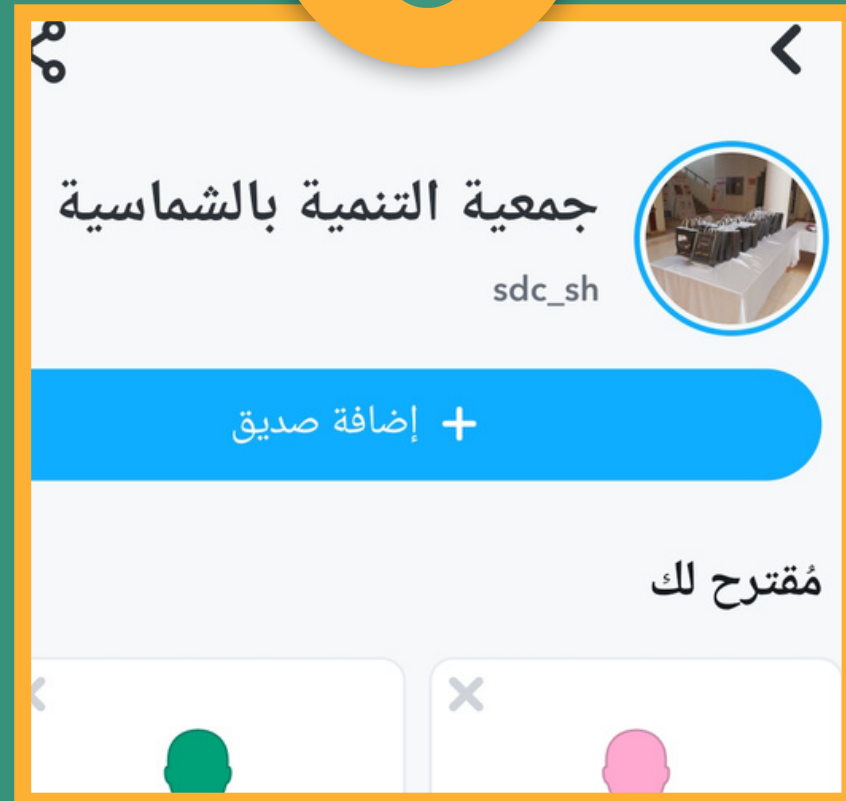 جمعية التنمية بالشماسية
sdc_sh
+ إضافة صديق
مُقترح لك